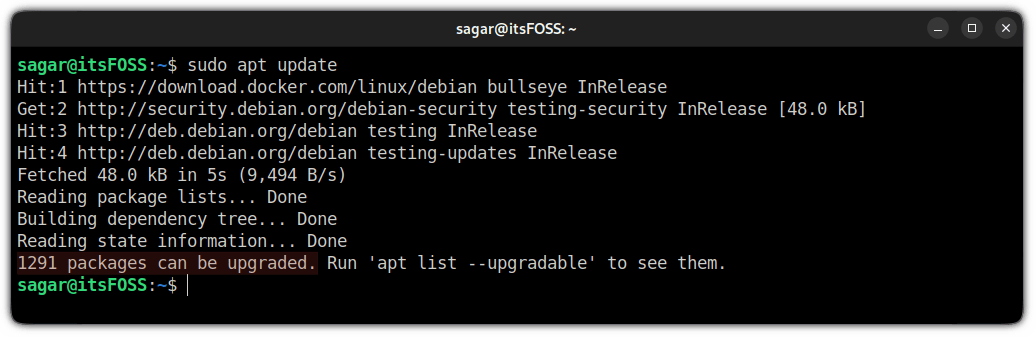 sagar@itsFOSS: ~
sagar@itsFOSS:~$ sudo apt update
Hit:1 https://download.docker.com/linux/debian bullseye InRelease
Get:2 http://security.debian.org/debian-security testing-security InRelease [48.0 kB]
Hit:3 http://deb.debian.org/debian testing InRelease
Hit:4 http://deb.debian.org/debian testing-updates InRelease
Fetched 48.0 kB in 5s (9,494 B/s)
Reading package lists... Done
Building dependency tree... Done
Reading state information... Done
1291 packages can be upgraded. Run 'apt list --upgradable' to see them.
sagar@itsFOSS:~$